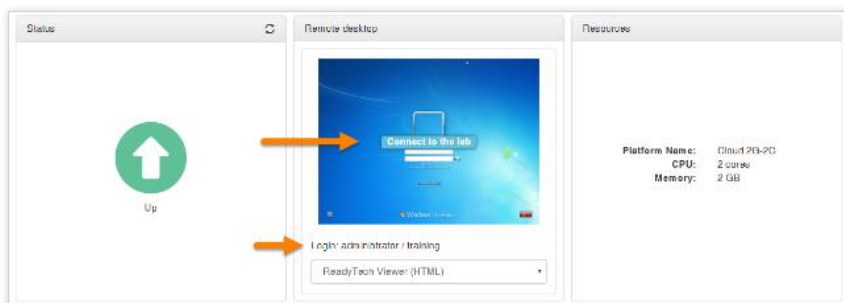 Status
Remote desktop
Resources
Connect to the lab
Platform Name: Cloud 2G-2C
CPU: 2 cores
Memory: 2 GB
Up
Windows
Login: administrator / training
ReadyTech Viewer (HTML)